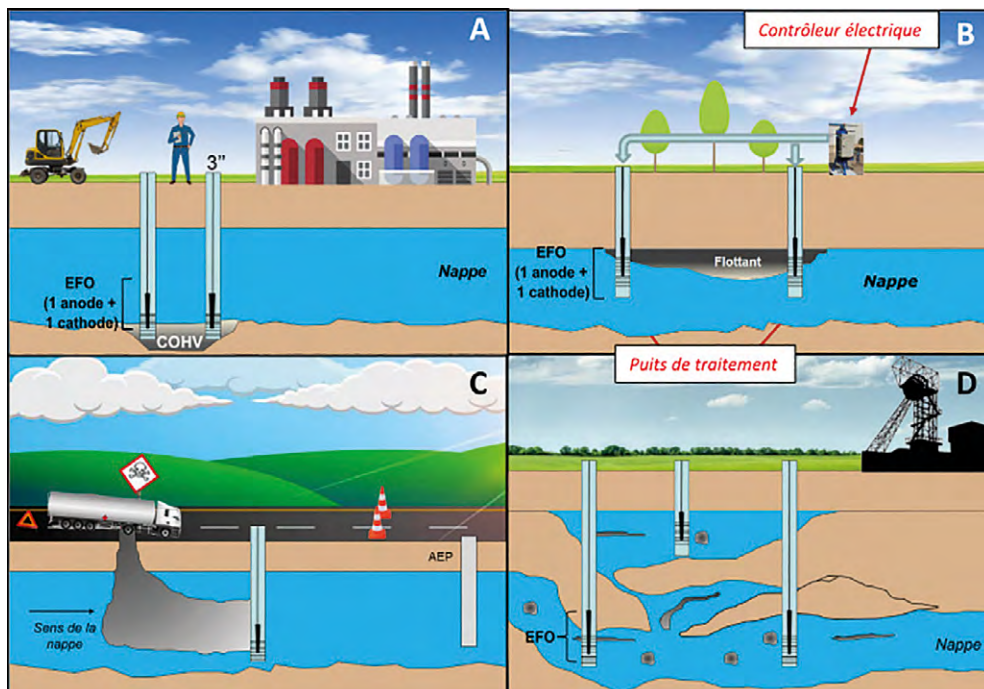 A
3"
EFO
(1 anode +
1 cathode)
Nappe
COHV
Contrôleur électrique
B
EFO
(1 anode +
1 cathode)
Flottant
Nappe
Puits de traitement
C
AEP
Sens de la
nappe
D
EFO
Nappe